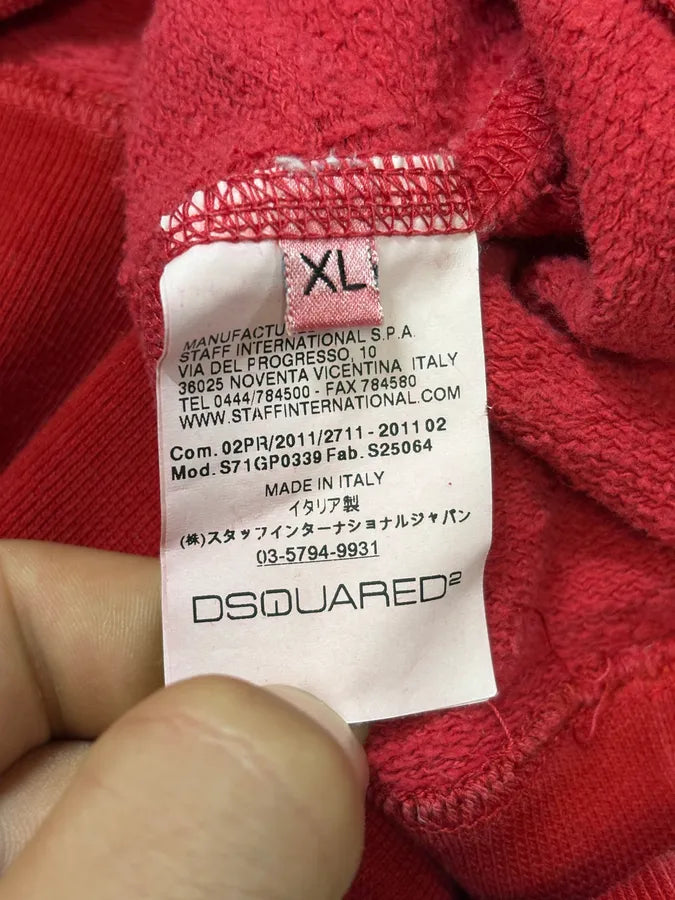 XL
STAFF INTERNATIONAL S.P.A.
VIA DEL PROGRESSO, 10
36025 NOVENTA VICENTINA ITALY
TEL 0444/784500 - FAX 784580
WWW.STAFFINTERNATIONAL.COM
Com. 02PR/2011/2711 - 2011 02
Mod. S71GP0339 Fab. S25064
MADE IN ITALY
イタリア製
(株)スタッフインターナショナルジャパン
03-5794-9931
DSQUARED²